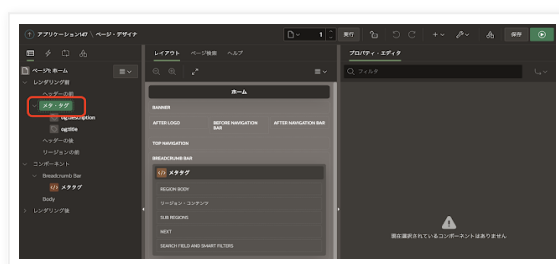 アプリケーション147 \ ページ・デザイナ
1
実行
保存
レイアウト ページ検索 ヘルプ
プロパティ・エディタ
ページ1: ホーム
フィルタ
レンダリング前
ヘッダーの前
メタ・タグ
og:description
og:title
ヘッダーの後
リージョンの前
コンポーネント
Breadcrumb Bar
メタタグ
Body
レンダリング後
ホーム
BANNER
AFTER LOGO
BEFORE NAVIGATION BAR
AFTER NAVIGATION BAR
TOP NAVIGATION
BREADCRUMB BAR
メタタグ
REGION BODY
リージョン・コンテンツ
SUB REGIONS
NEXT
SEARCH FIELD AND SMART FILTERS
現在選択されているコンポーネントはありません